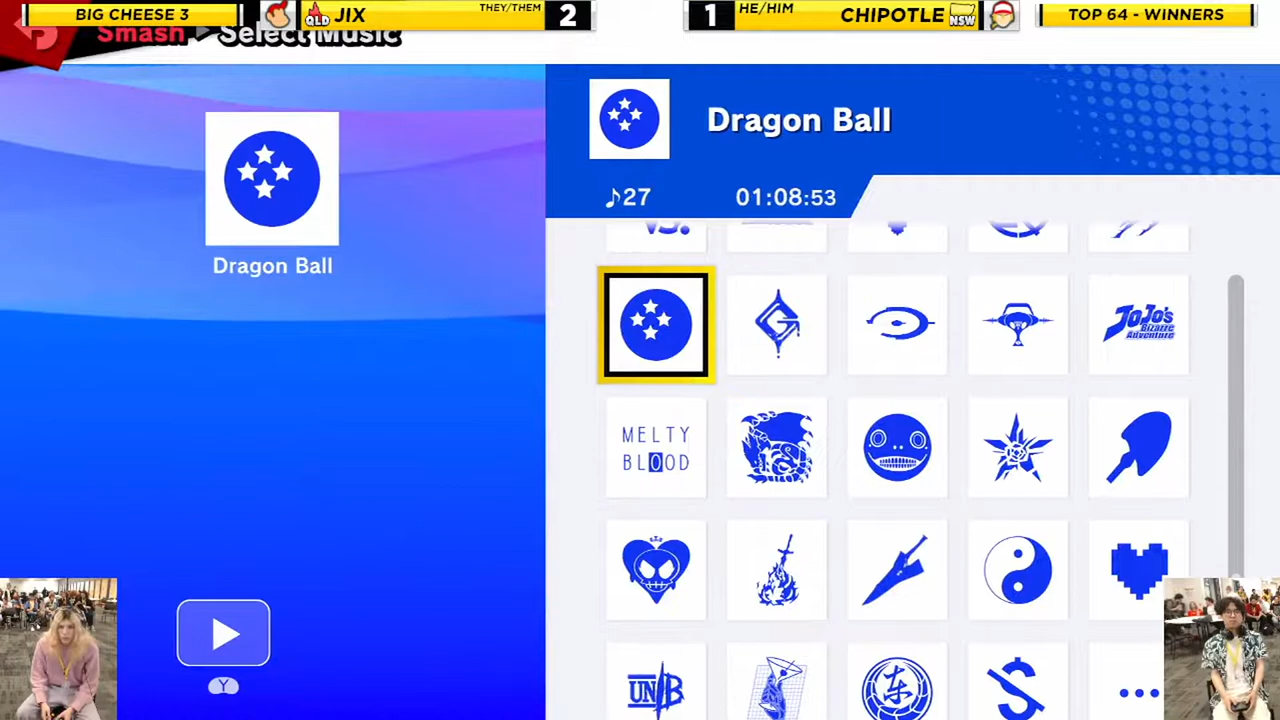 BIG CHEESE 3
QLD
JIX
THEY/THEM
2
1
HE/HIM
CHIPOTLE
NSW
TOP 64 - WINNERS
Smash
Select Music
Dragon Ball
♪27
01:08:53
Dragon Ball
JoJo's
Bizarre
Adventure
MELTY
BLOOD
UNIB
东
$
...
Y